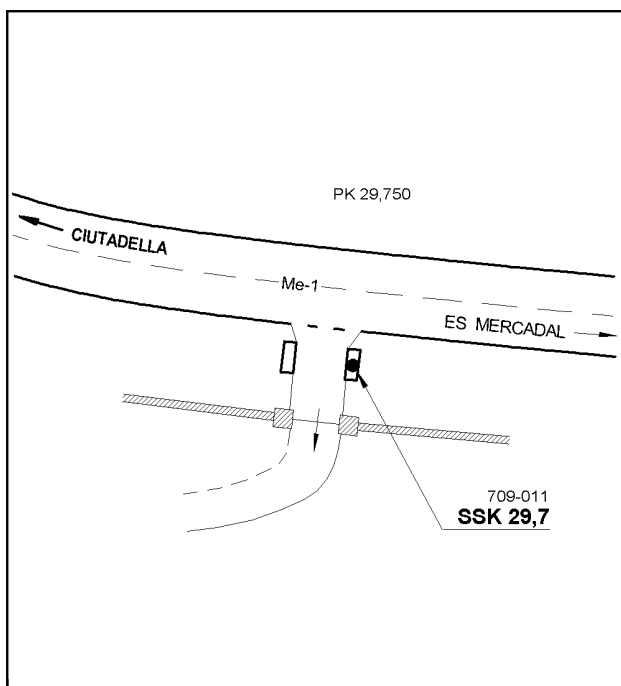 PK 29,750
CIUTADELLA
Me-1
ES MERCADAL
709-011
SSK 29,7